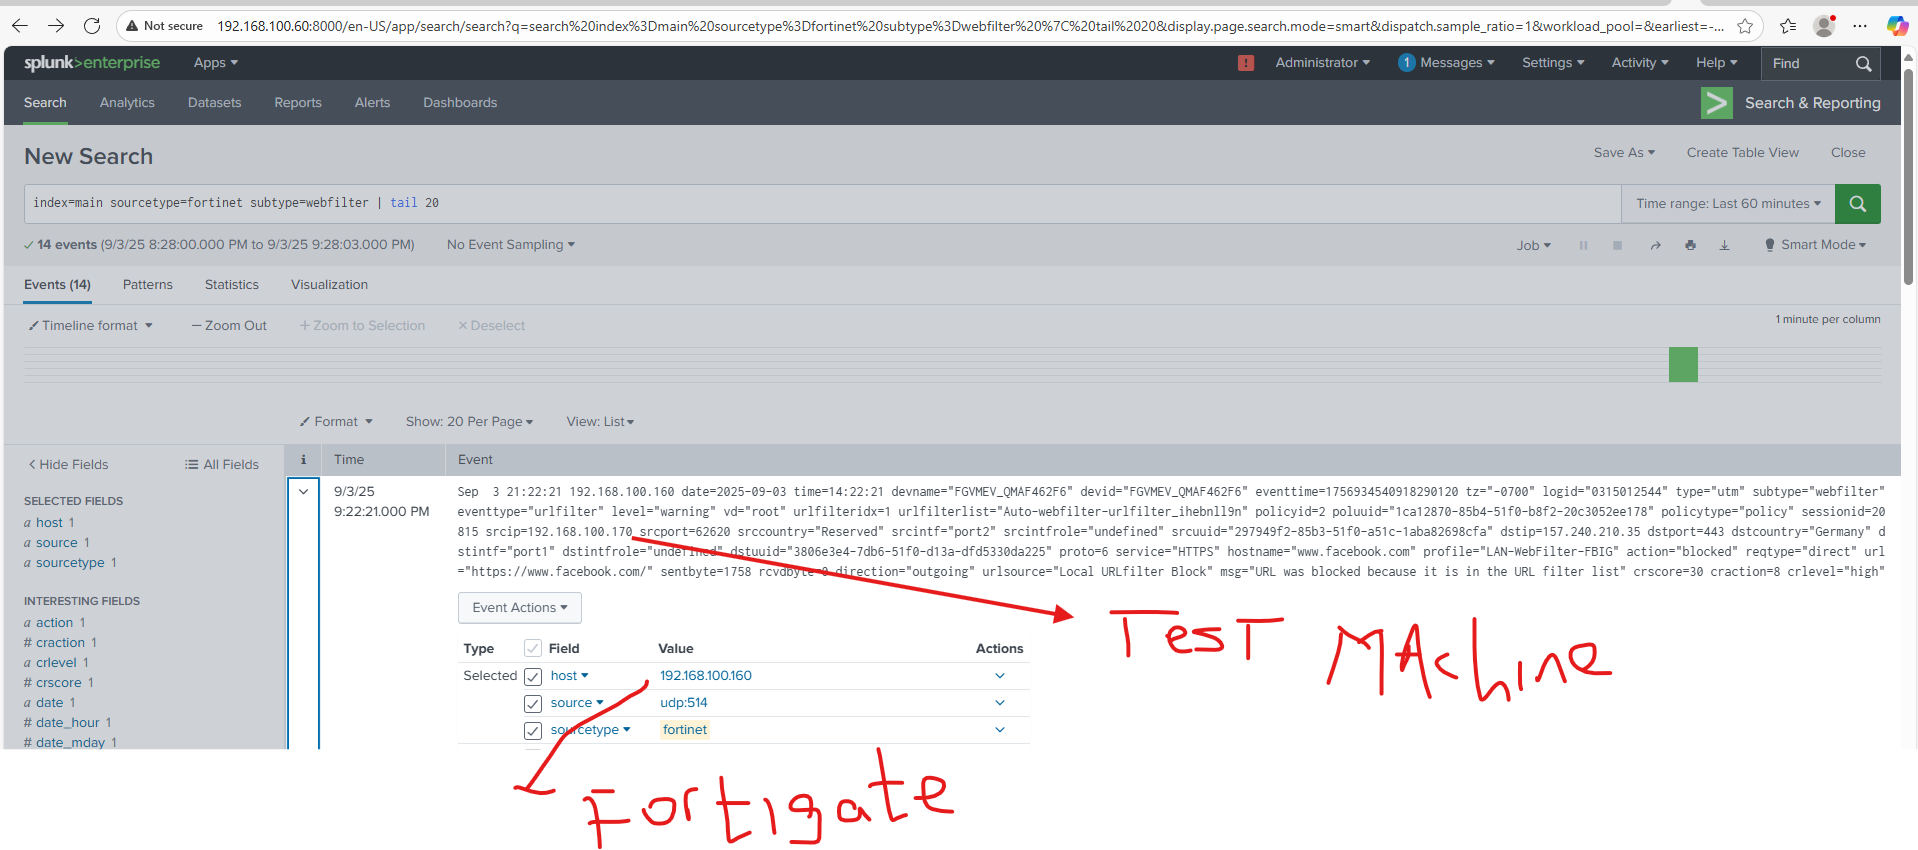 Not secure
192.168.100.60:8000/en-US/app/search/search?q=search%20index%3Dmain%20sourcetype%3Dfortinet%20subtype%3Dwebfilter%20%7C%20tail%2020&display.page.search.mode=smart&dispatch.sample_ratio=1&workload_pool=&earliest=-...
splunk>enterprise Apps ! Administrator 1 Messages Settings Activity Help Find
Search Analytics Datasets Reports Alerts Dashboards Search & Reporting
New Search Save As Create Table View Close
index=main sourcetype=fortinet subtype=webfilter | tail 20 Time range: Last 60 minutes
14 events (9/3/25 8:28:00.000 PM to 9/3/25 9:28:03.000 PM) No Event Sampling Job Smart Mode
Events (14) Patterns Statistics Visualization
Timeline format — Zoom Out + Zoom to Selection × Deselect 1 minute per column
Format Show: 20 Per Page View: List
< Hide Fields All Fields i Time Event
SELECTED FIELDS
a host 1
a source 1
a sourcetype 1
INTERESTING FIELDS
a action 1
# craction 1
a crlevel 1
# crscore 1
a date 1
# date_hour 1
# date_mday 1
9/3/25
9:22:21.000 PM
Sep 3 21:22:21 192.168.100.160 date=2025-09-03 time=14:22:21 devname="FGVMEV_QMAF462F6" devid="FGVMEV_QMAF462F6" eventtime=1756934540918290120 tz="-0700" logid="0315012544" type="utm" subtype="webfilter"
eventtype="urlfilter" level="warning" vd="root" urlfilteridx=1 urlfilterlist="Auto-webfilter-urlfilter_ihebnll9n" policyid=2 poluuid="1ca12870-85b4-51f0-b8f2-20c3052ee178" policytype="policy" sessionid=20
815 srcip=192.168.100.170 srcport=62620 srccountry="Reserved" srcintf="port2" srcintfrole="undefined" srcuuid="297949f2-85b3-51f0-a51c-1aba82698cfa" dstip=157.240.210.35 dstport=443 dstcountry="Germany" d
stintf="port1" dstintfrole="undefined" dstuuid="3806e3e4-7db6-51f0-d13a-dfd5330da225" proto=6 service="HTTPS" hostname="www.facebook.com" profile="LAN-WebFilter-FBIG" action="blocked" reqtype="direct" url
="https://www.facebook.com/" sentbyte=1758 rcvdbyte=0 direction="outgoing" urlsource="Local URLfilter Block" msg="URL was blocked because it is in the URL filter list" crscore=30 craction=8 crlevel="high"
Event Actions
Type Field Value Actions
Selected host 192.168.100.160
source udp:514
sourcetype fortinet
TesT MAchine
Fortigate